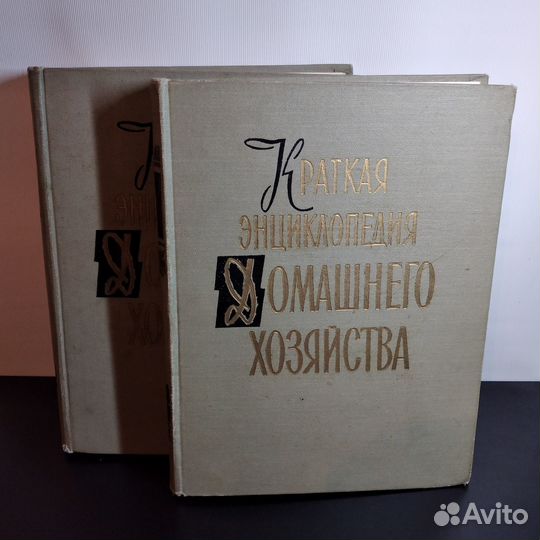 КРАТКАЯ
ЭНЦИКЛОПЕДИЯ
ДОМАШНЕГО
ХОЗЯЙСТВА
Avito